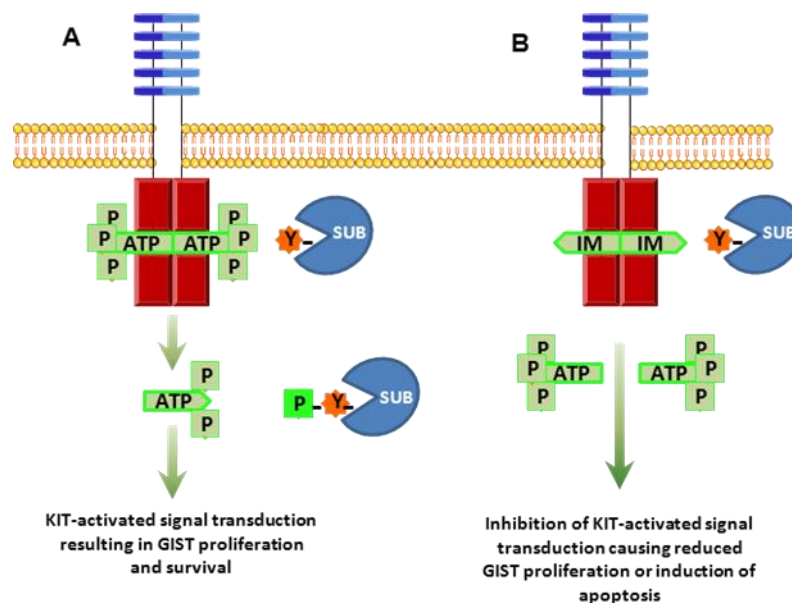 A
B
P
P
P
ATP
ATP
P
P
P
Y
SUB
IM
IM
Y
SUB
P
ATP
P
P
Y
SUB
P
P
P
ATP
ATP
P
P
P
KIT-activated signal transduction
resulting in GIST proliferation
and survival
Inhibition of KIT-activated signal
transduction causing reduced
GIST proliferation or induction of
apoptosis